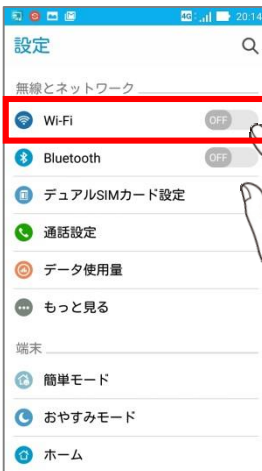 4G 20:14
設定
無線とネットワーク
Wi-Fi OFF
Bluetooth OFF
デュアルSIMカード設定
通話設定
データ使用量
もっと見る
端末
簡単モード
おやすみモード
ホーム